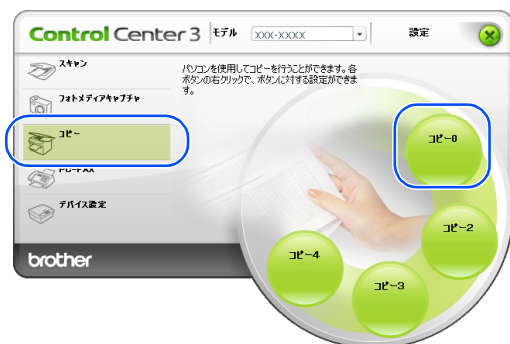 Control Center 3 モデル XXX-XXXX 設定
スキャン
パソコンを使用してコピーを行うことができます。各
ボタンの右クリックで、ボタンに対する設定ができま
す。
フォトメディアキャプチャ
コピー
コピー0
PC-FAX
デバイス設定
コピー2
コピー4
コピー3
brother